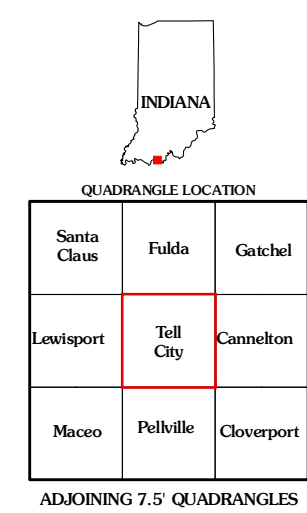 INDIANA
QUADRANGLE LOCATION
Santa
Claus
Fulda
Gatchel
Lewisport
Tell
City
Cannelton
Maceo
Pellville
Cloverport
ADJOINING 7.5' QUADRANGLES